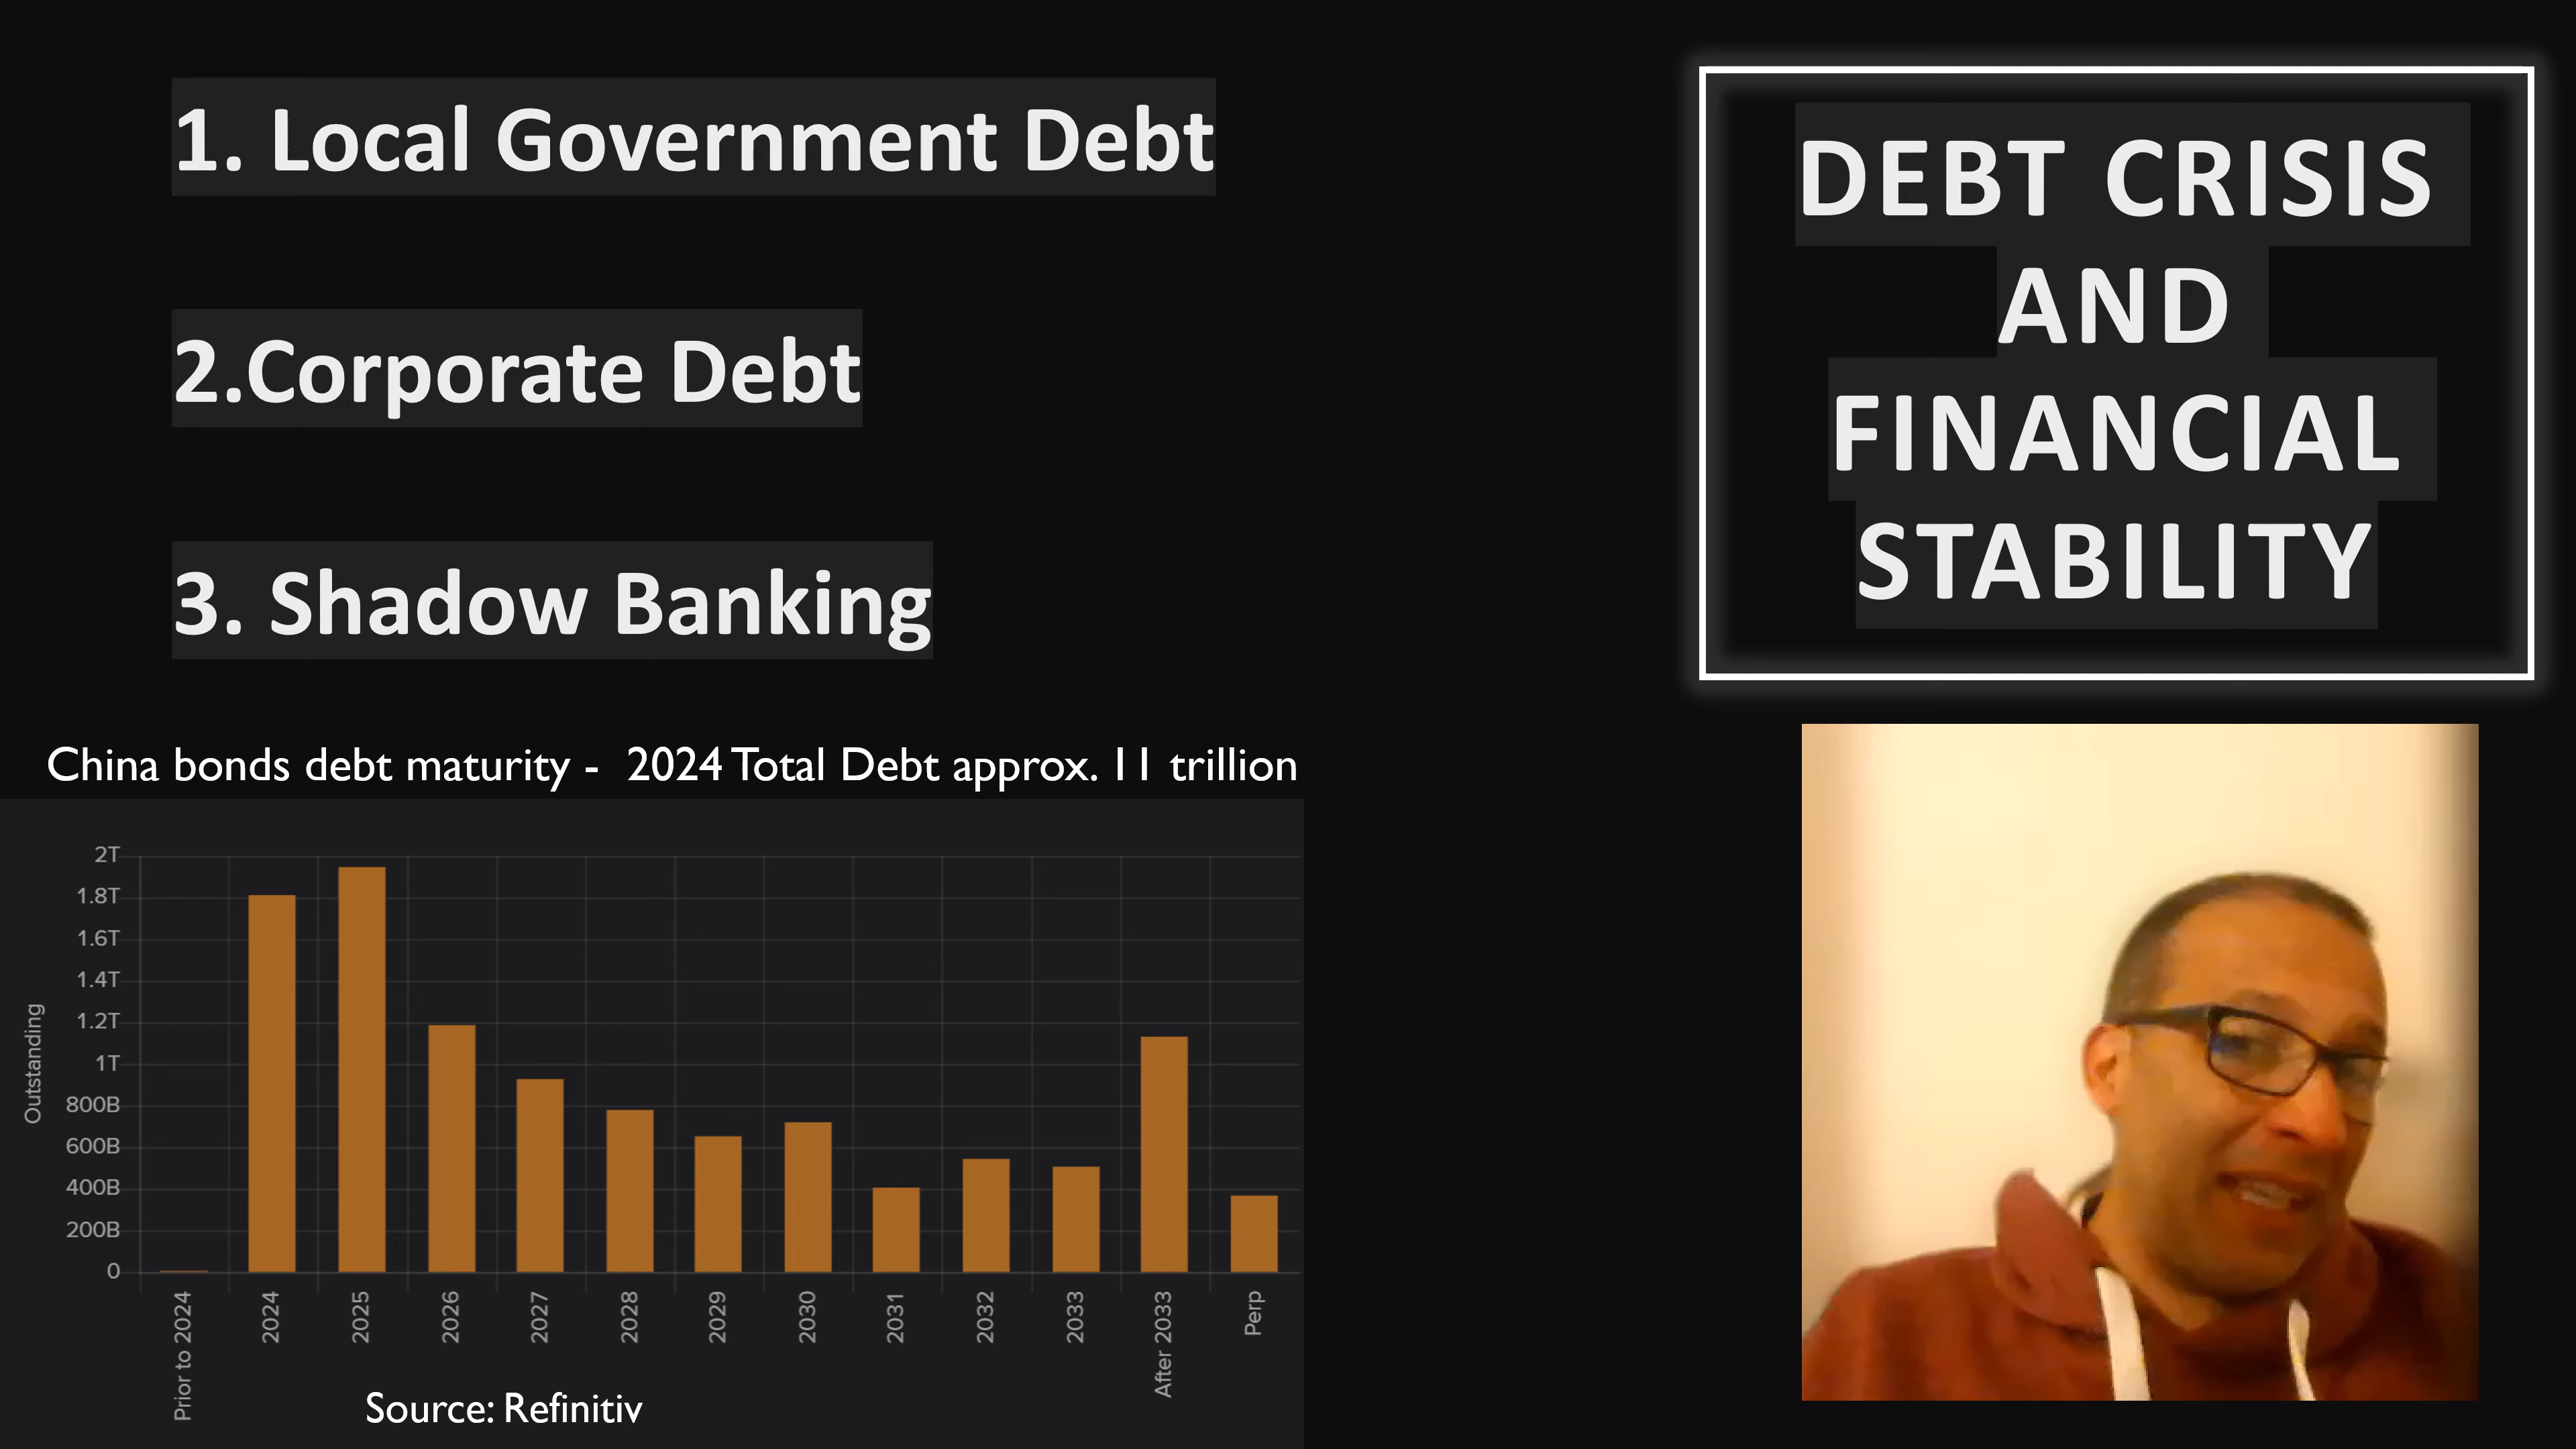 1. Local Government Debt
2.Corporate Debt
3. Shadow Banking
DEBT CRISIS
AND
FINANCIAL
STABILITY
China bonds debt maturity - 2024 Total Debt approx. 11 trillion
Outstanding
2T
1.8T
1.6T
1.4T
1.2T
1T
800B
600B
400B
200B
0
Prior to 2024
2024
2025
2026
2027
2028
2029
2030
2031
2032
2033
After 2033
Perp
Source: Refinitiv